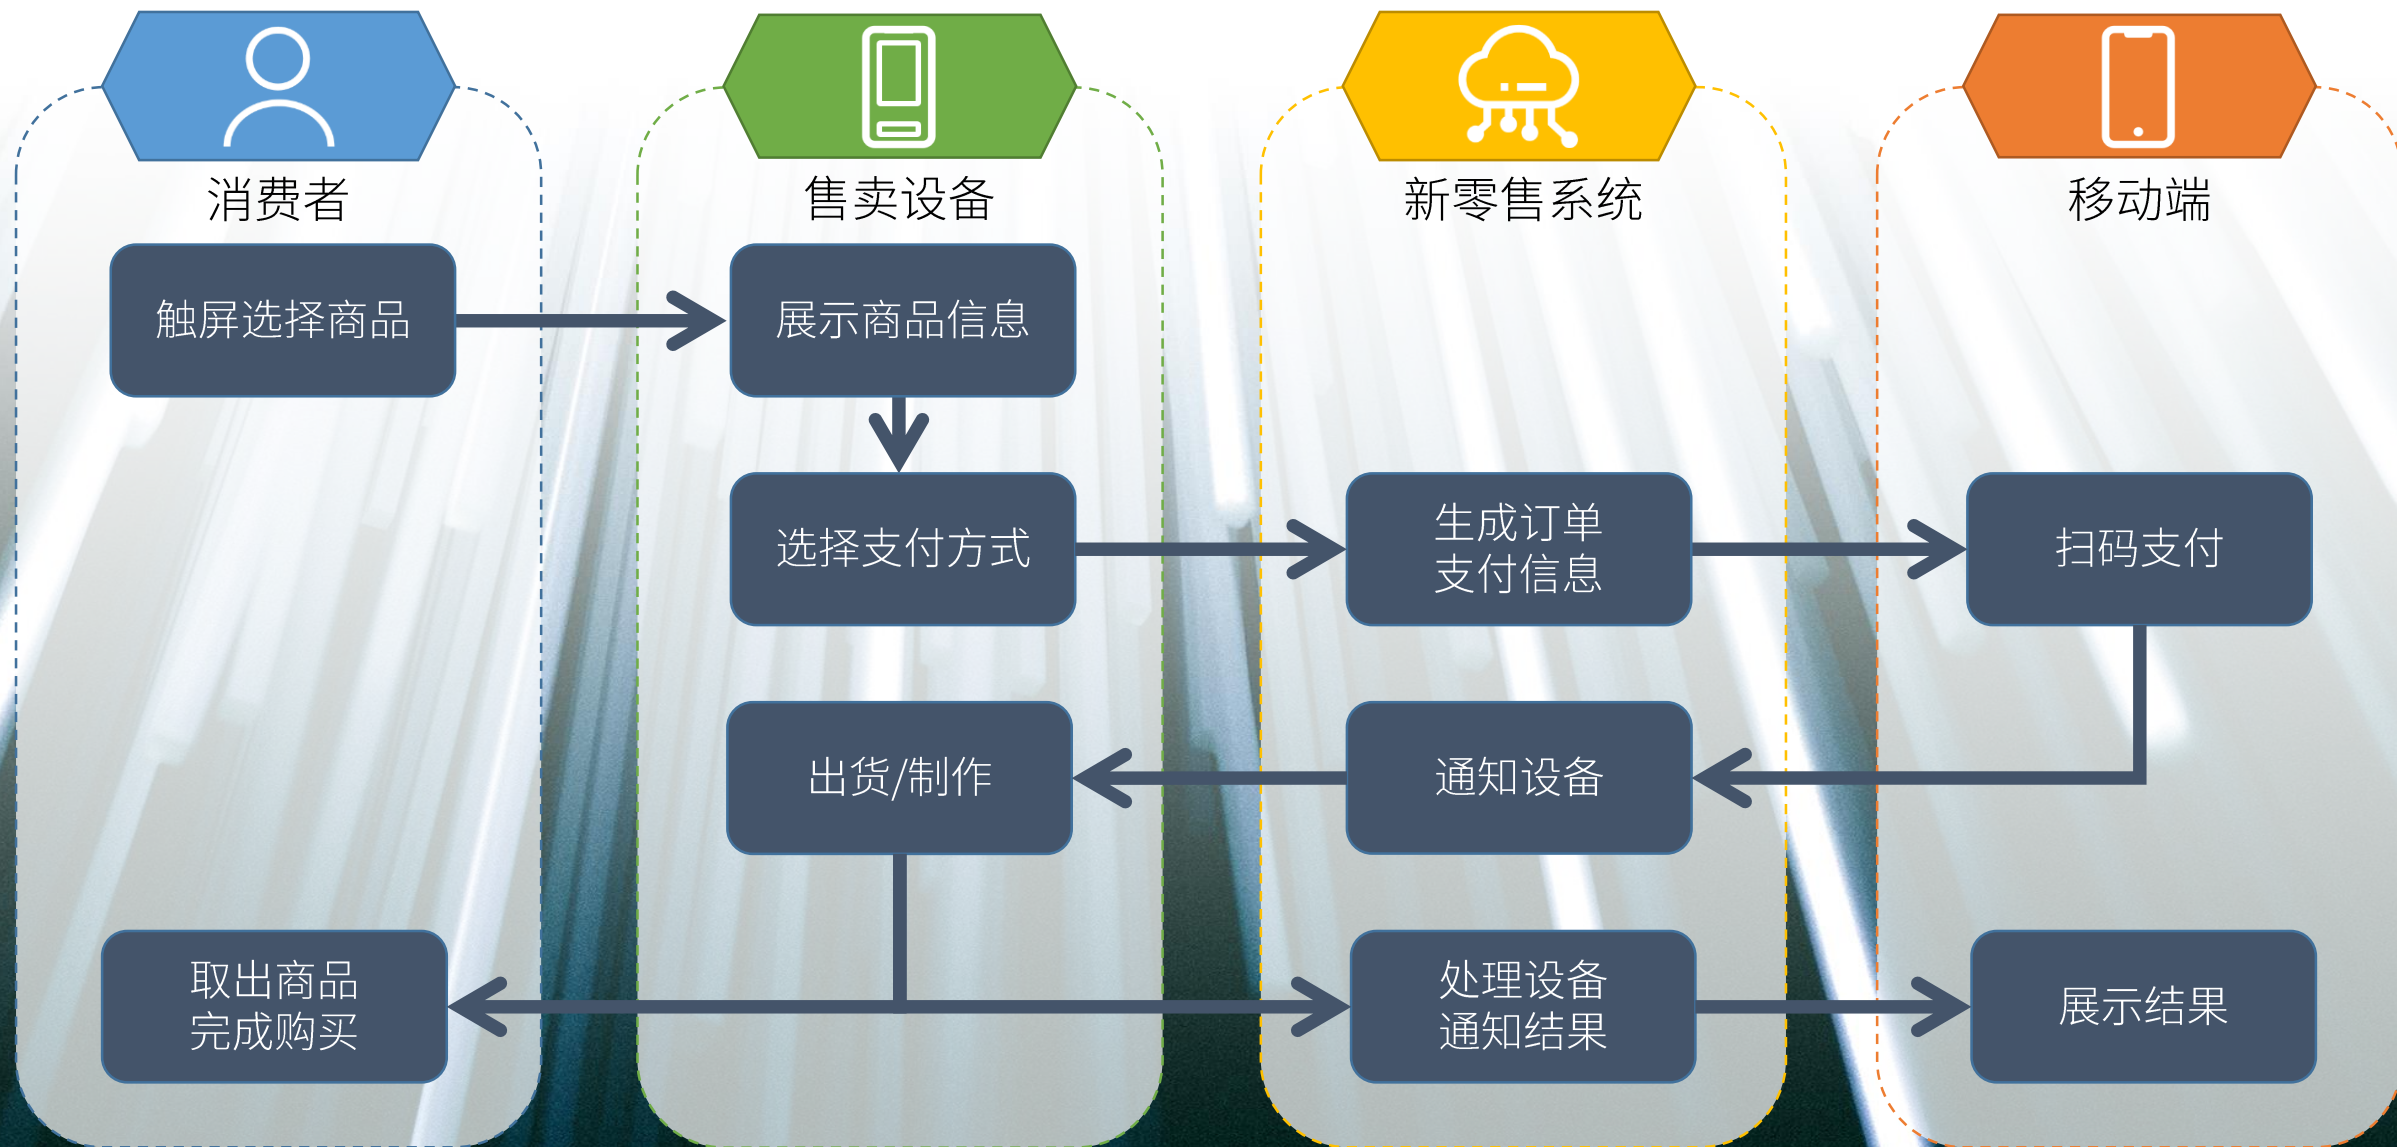 消费者
售卖设备
新零售系统
移动端
触屏选择商品
展示商品信息
选择支付方式
生成订单
支付信息
扫码支付
出货/制作
通知设备
取出商品
完成购买
处理设备
通知结果
展示结果